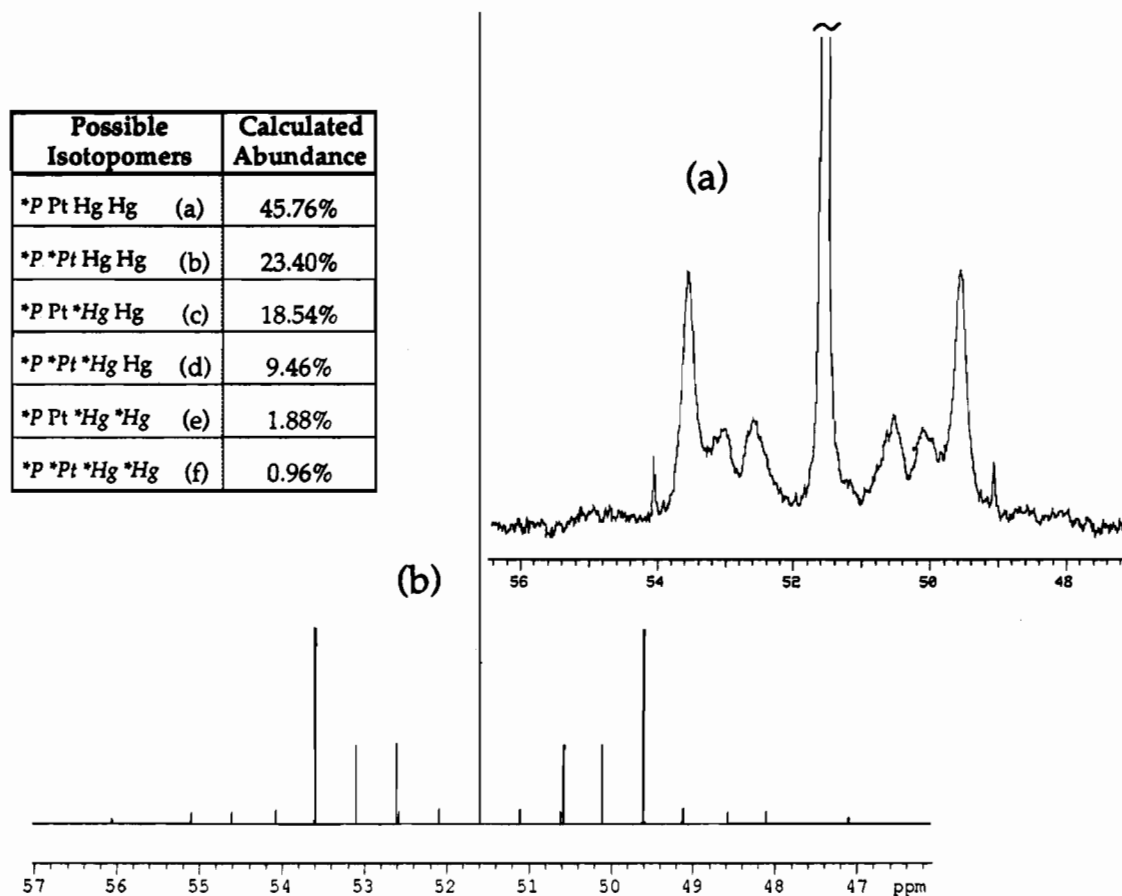 Possible Isotopomers Calculated Abundance
*P Pt Hg Hg (a) 45.76%
*P *Pt Hg Hg (b) 23.40%
*P Pt *Hg Hg (c) 18.54%
*P *Pt *Hg Hg (d) 9.46%
*P Pt *Hg *Hg (e) 1.88%
*P *Pt *Hg *Hg (f) 0.96%
(a)
56 54 52 50 48
(b)
57 56 55 54 53 52 51 50 49 48 47 ppm